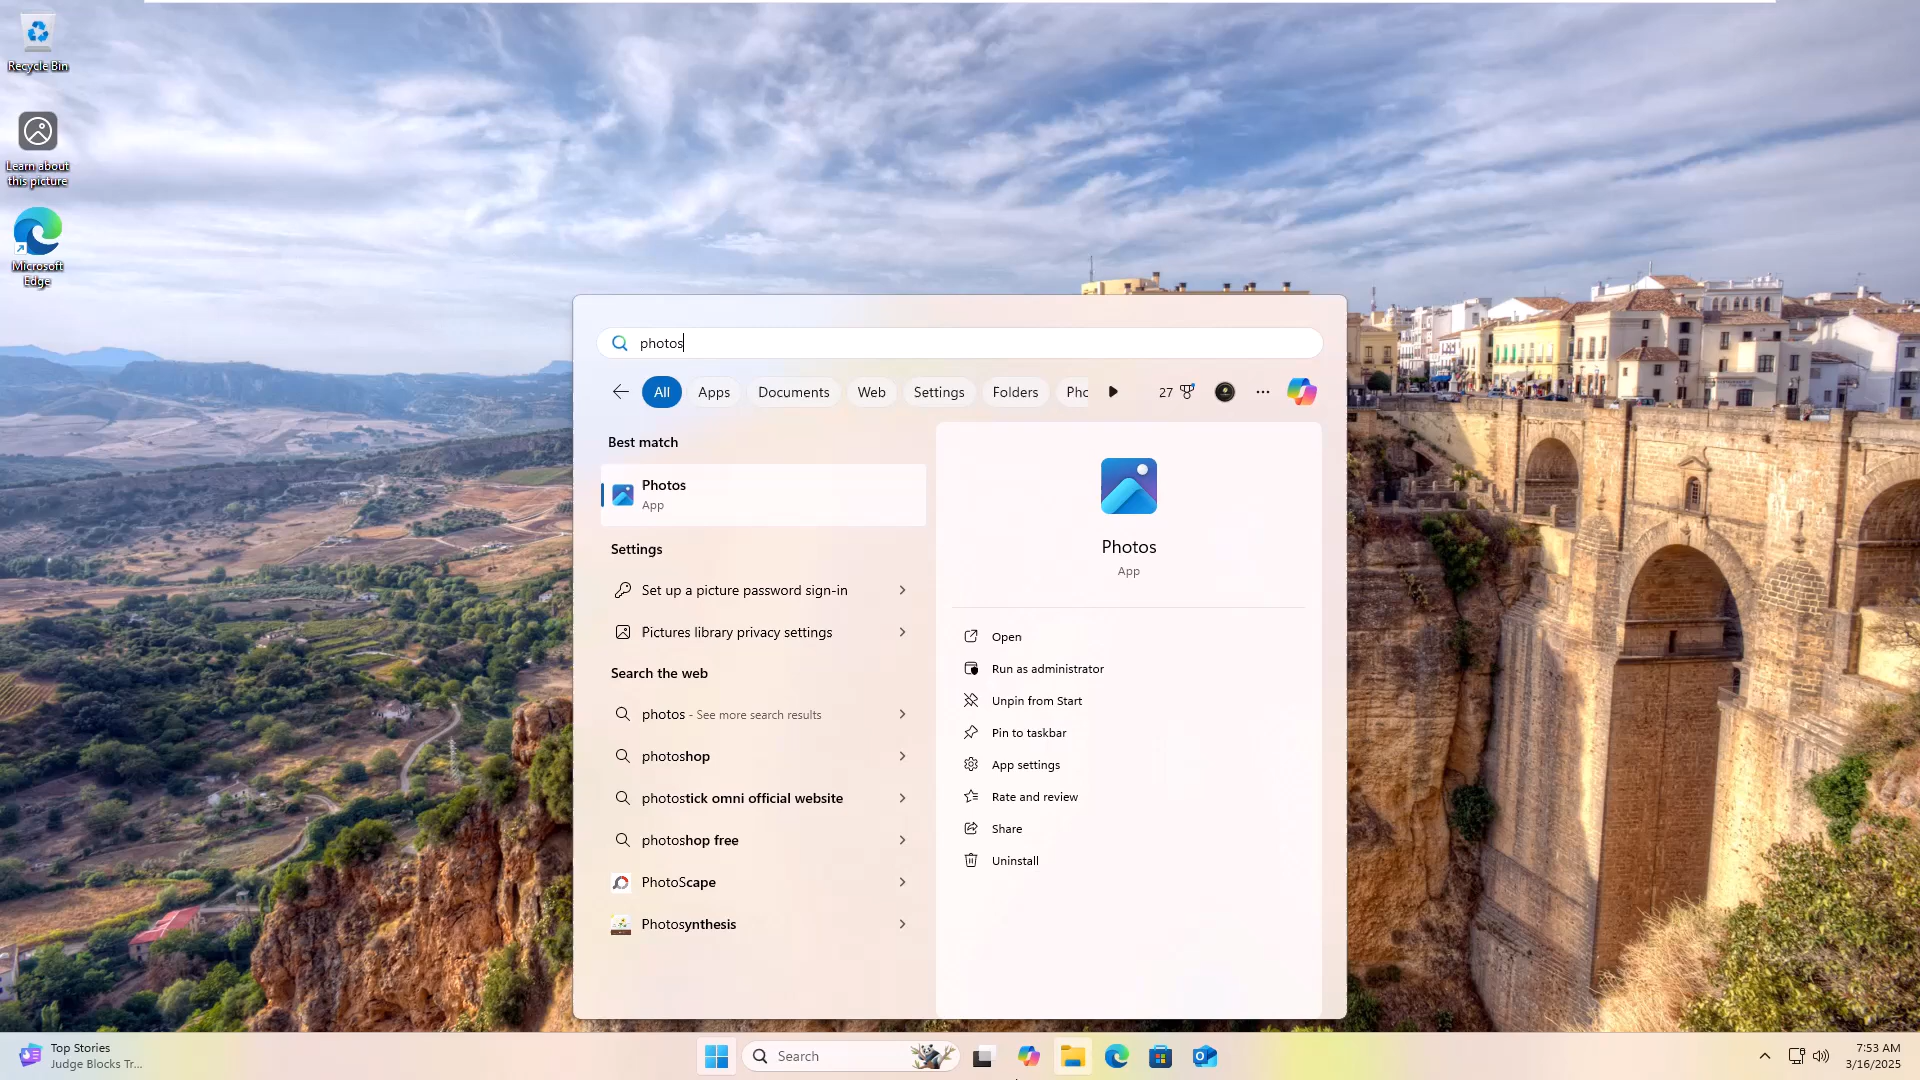 Recycle Bin
Learn about
this picture
Microsoft
Edge
photos
All
Apps
Documents
Web
Settings
Folders
Pho
27
Best match
Photos
App
Settings
Set up a picture password sign-in
Pictures library privacy settings
Search the web
photos - See more search results
photoshop
photostick omni official website
photoshop free
PhotoScape
Photosynthesis
Photos
App
Open
Run as administrator
Unpin from Start
Pin to taskbar
App settings
Rate and review
Share
Uninstall
Top Stories
Judge Blocks Tr...
Search
7:53 AM
3/16/2025